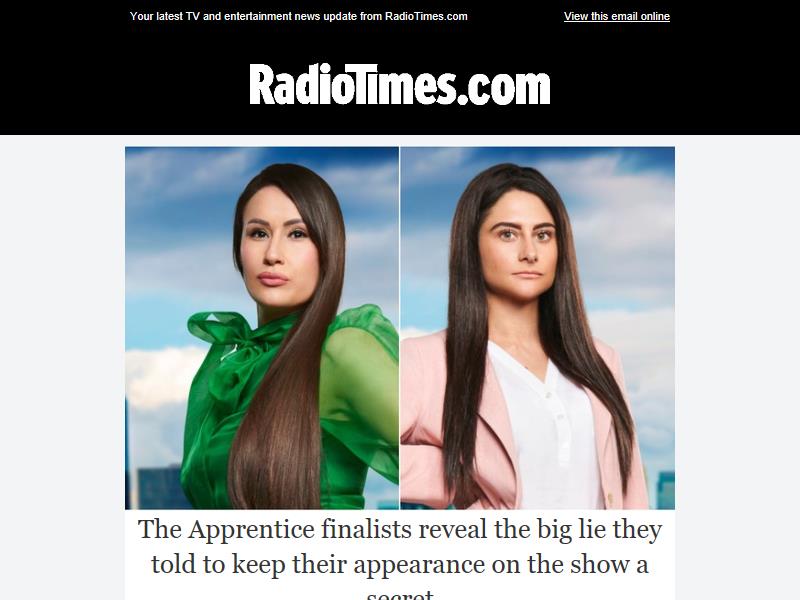 Your latest TV and entertainment news update from RadioTimes.com
View this email online
RadioTimes.com
The Apprentice finalists reveal the big lie they
told to keep their appearance on the show a
secret